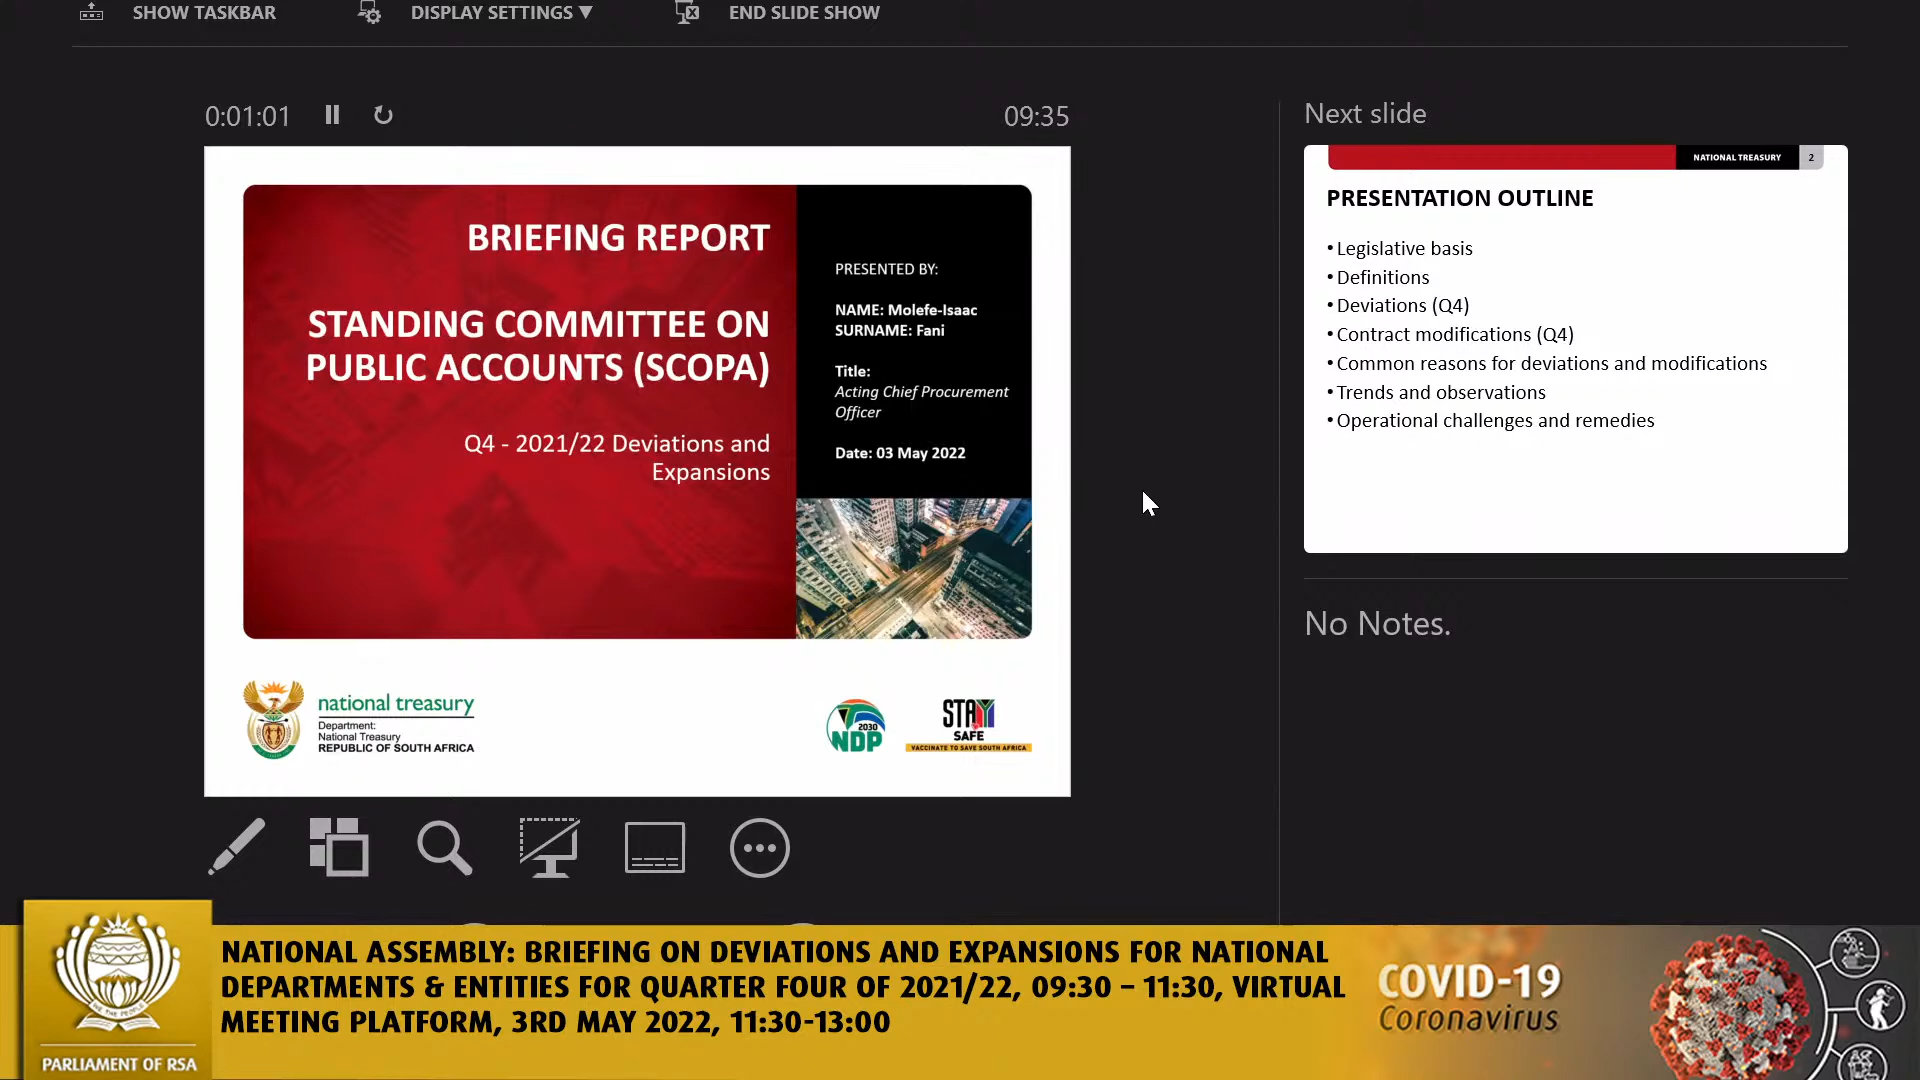 SHOW TASKBAR
DISPLAY SETTINGS ▼
END SLIDE SHOW
0:01:01
09:35
BRIEFING REPORT
STANDING COMMITTEE ON
PUBLIC ACCOUNTS (SCOPA)
Q4 - 2021/22 Deviations and
Expansions
PRESENTED BY:
NAME: Molefe-Isaac
SURNAME: Fani
Title:
Acting Chief Procurement
Officer
Date: 03 May 2022
national treasury
Department:
National Treasury
REPUBLIC OF SOUTH AFRICA
2030
NDP
STAY
SAFE
VACCINATE TO SAVE SOUTH AFRICA
Next slide
NATIONAL TREASURY
2
PRESENTATION OUTLINE
• Legislative basis
• Definitions
• Deviations (Q4)
• Contract modifications (Q4)
• Common reasons for deviations and modifications
• Trends and observations
• Operational challenges and remedies
No Notes.
PARLIAMENT OF RSA
NATIONAL ASSEMBLY: BRIEFING ON DEVIATIONS AND EXPANSIONS FOR NATIONAL
DEPARTMENTS & ENTITIES FOR QUARTER FOUR OF 2021/22, 09:30 – 11:30, VIRTUAL
MEETING PLATFORM, 3RD MAY 2022, 11:30-13:00
COVID-19
Coronavirus